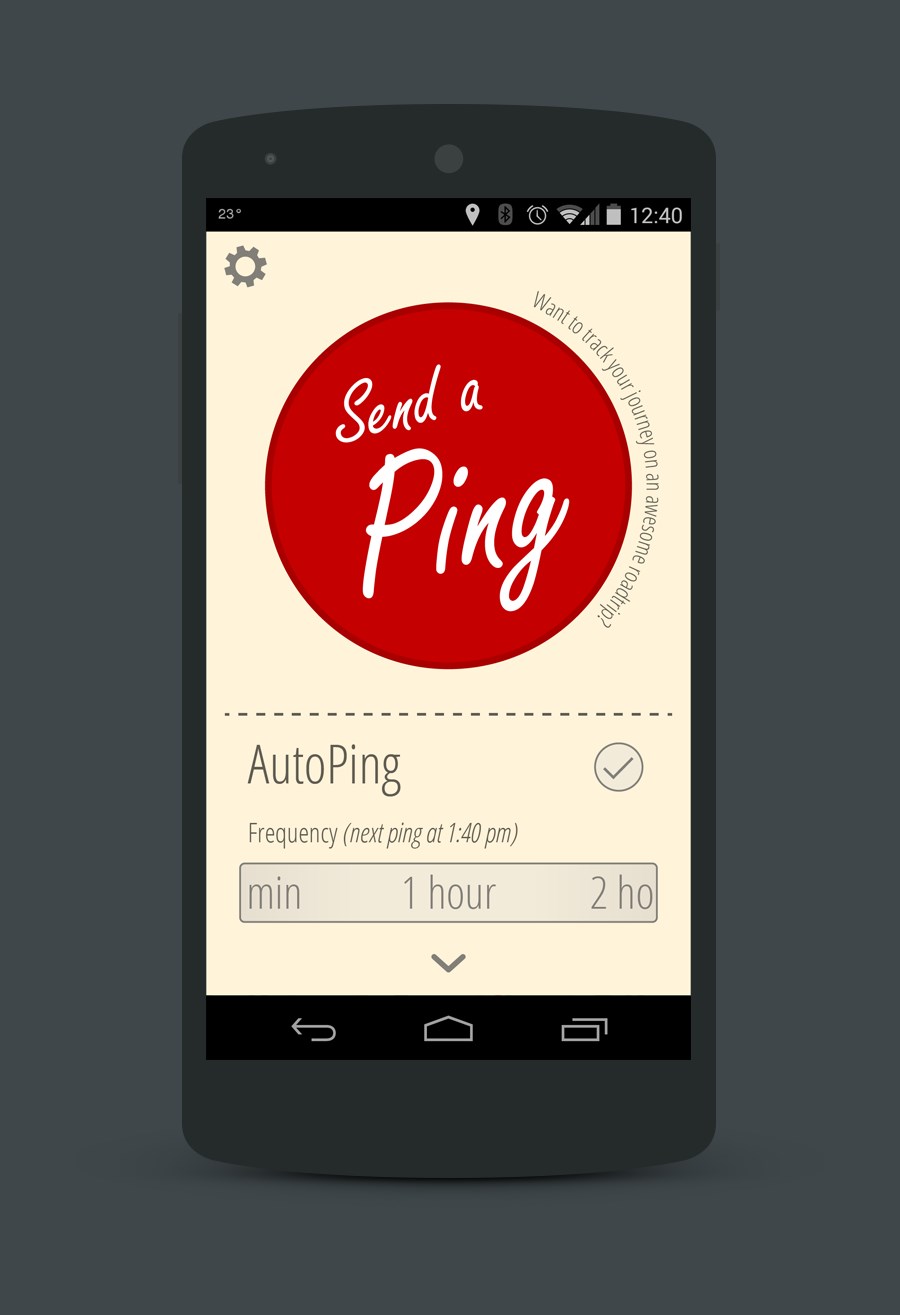 23°
12:40
Want to track your journey on an awesome roadtrip?
Send a
Ping
AutoPing
Frequency (next ping at 1:40 pm)
min 1 hour 2 ho